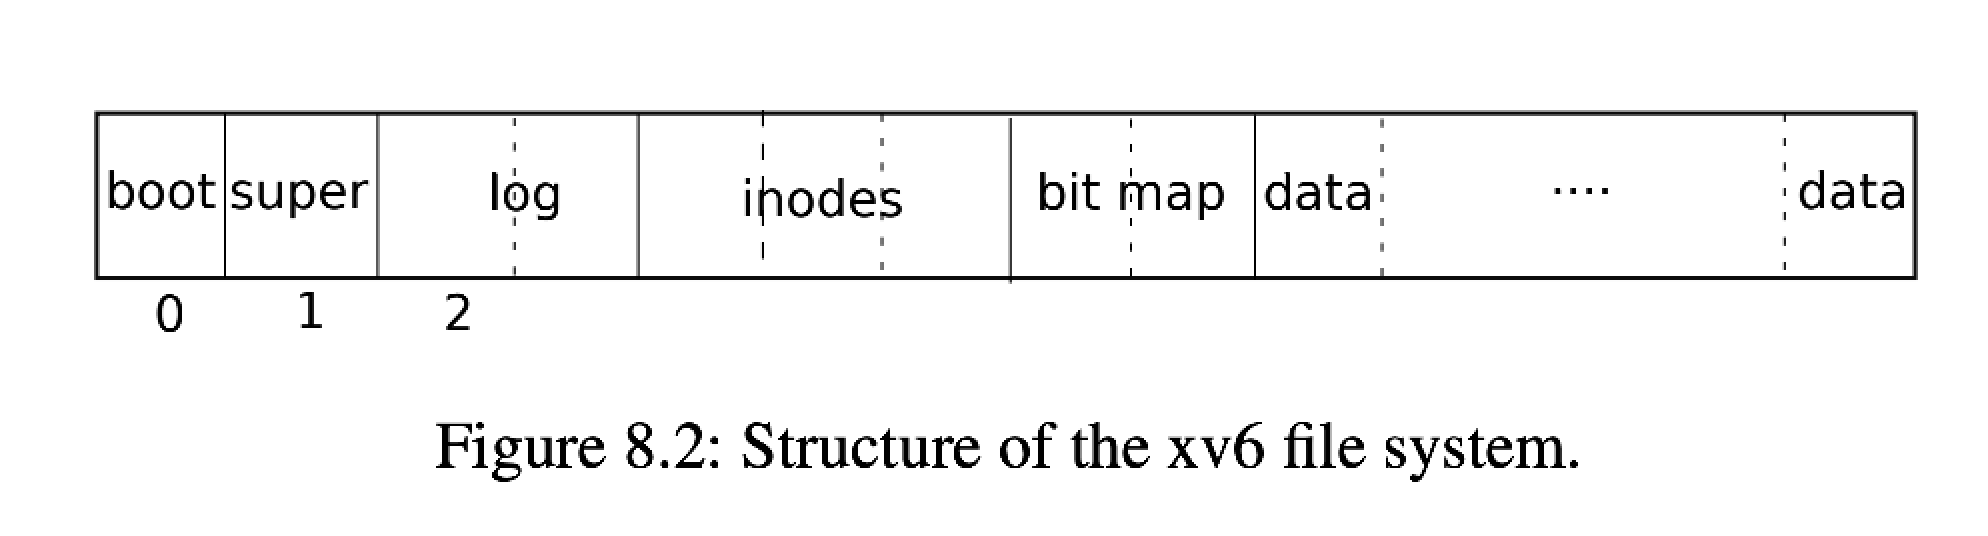 boot super log inodes bit map data .... data
0 1 2
Figure 8.2: Structure of the xv6 file system.